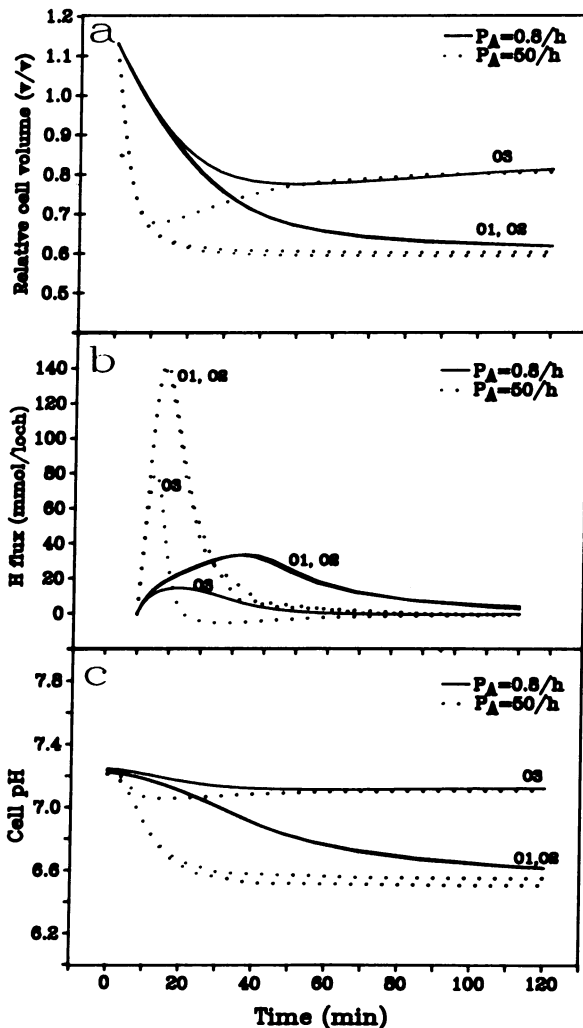 a
P_A=0.8/h
P_A=50/h
Relative cell volume (v/v)
1.2
1.1
1.0
0.9
0.8
0.7
0.6
0.5
03
01, 02
b
P_A=0.8/h
P_A=50/h
H flux (mmol/loch)
140
120
100
80
60
40
20
0
01, 02
03
01, 02
03
c
P_A=0.8/h
P_A=50/h
Cell pH
7.8
7.4
7.0
6.6
6.2
03
01,02
0 20 40 60 80 100 120
Time (min)